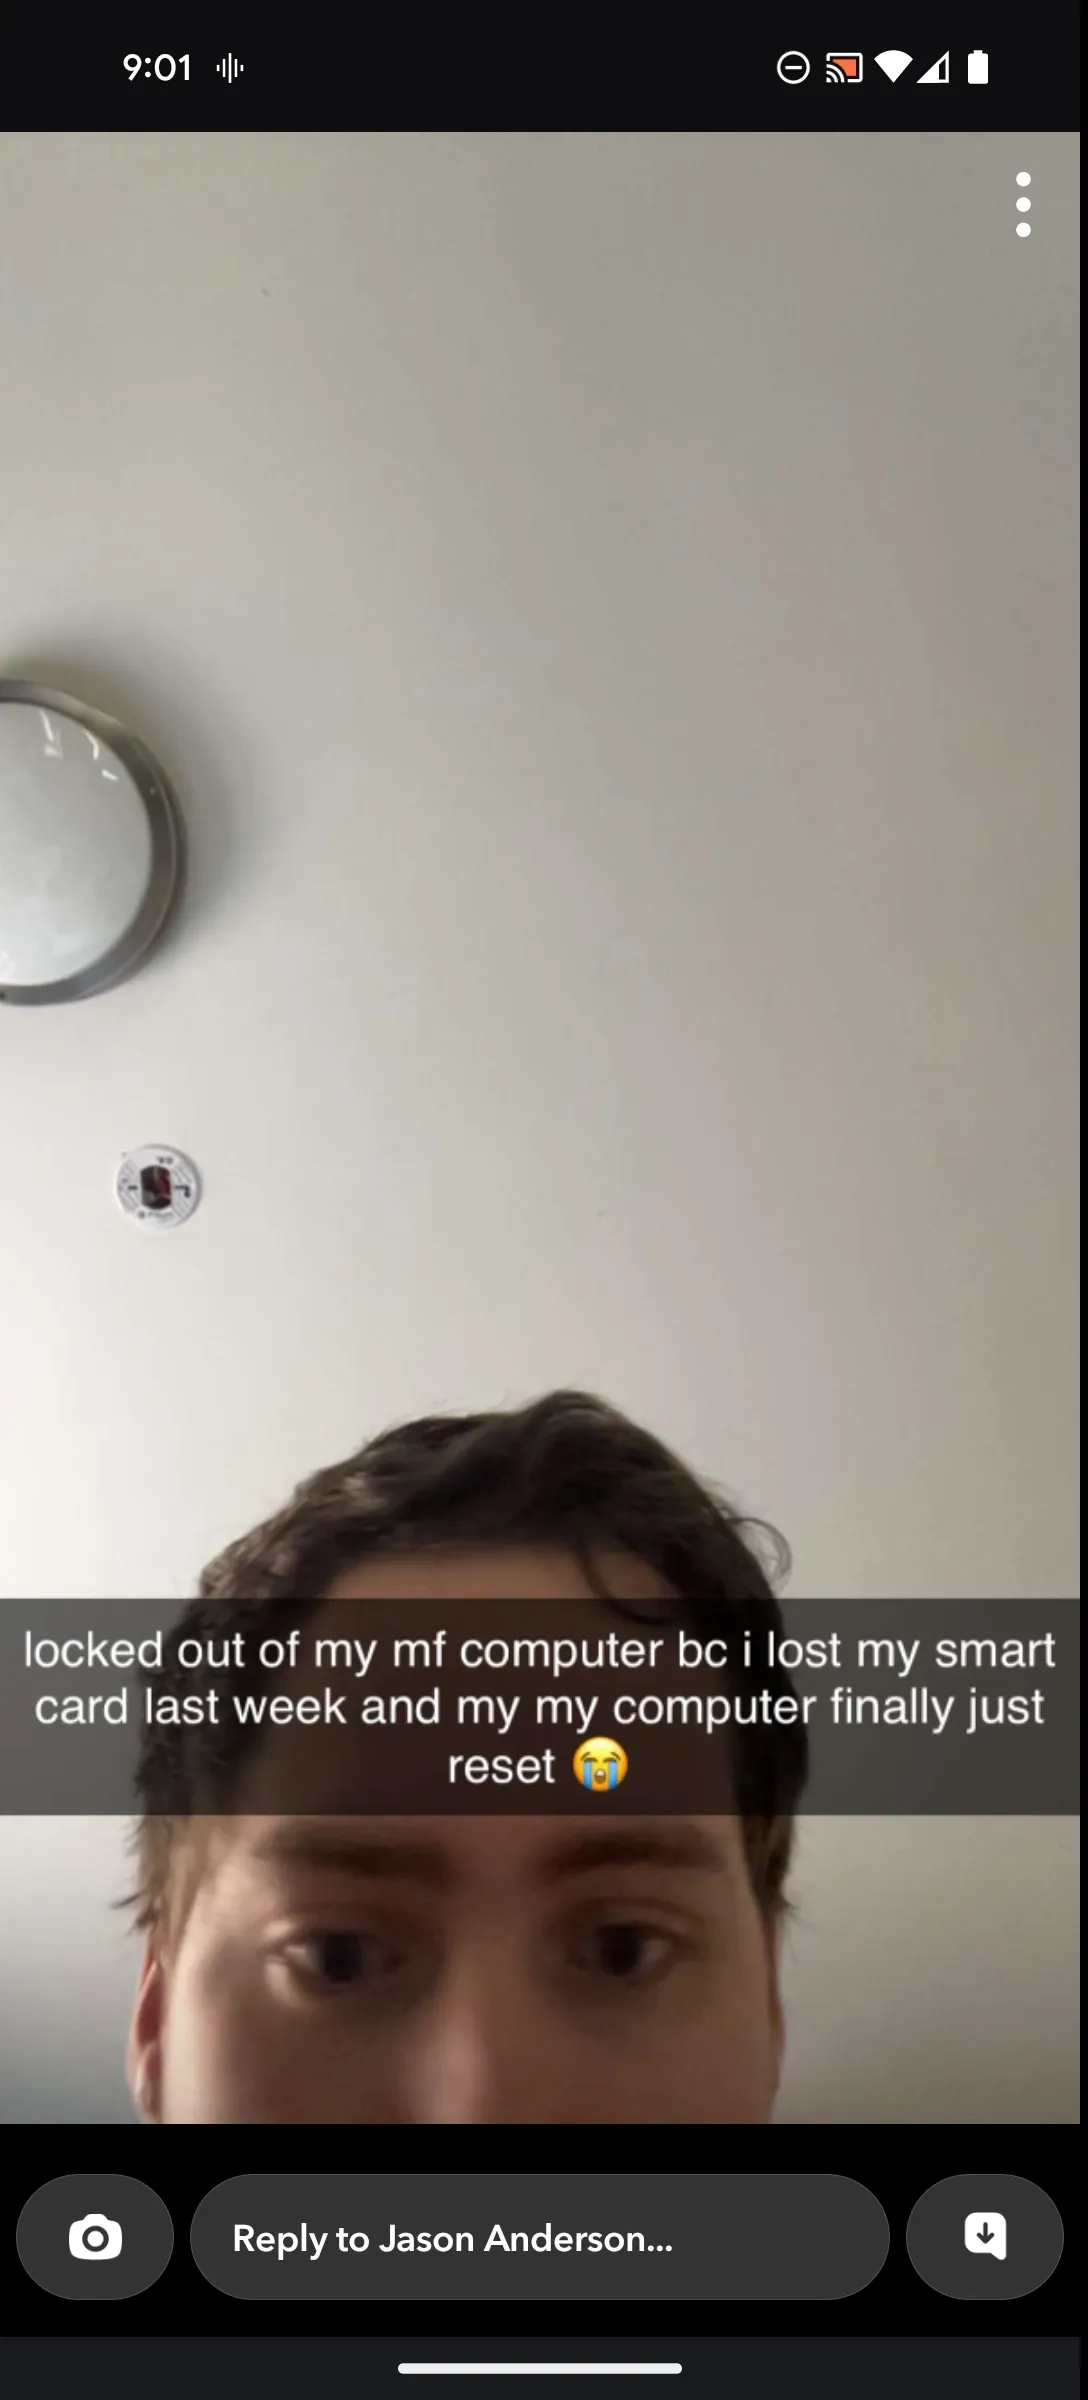 9:01
locked out of my mf computer bc i lost my smart
card last week and my my computer finally just
reset 😭
Reply to Jason Anderson...